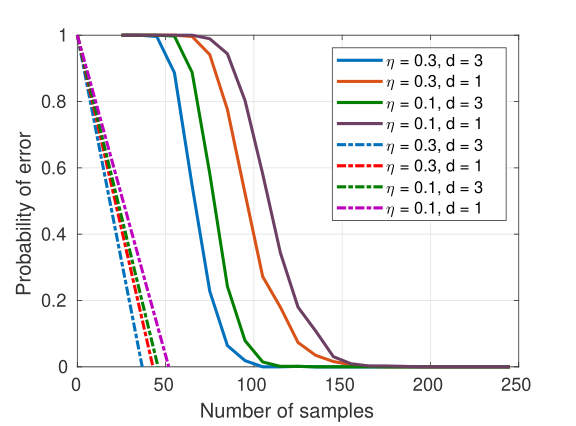 Probability of error
1
0.8
0.6
0.4
0.2
0
0 50 100 150 200 250
Number of samples
η = 0.3, d = 3
η = 0.3, d = 1
η = 0.1, d = 3
η = 0.1, d = 1
η = 0.3, d = 3
η = 0.3, d = 1
η = 0.1, d = 3
η = 0.1, d = 1